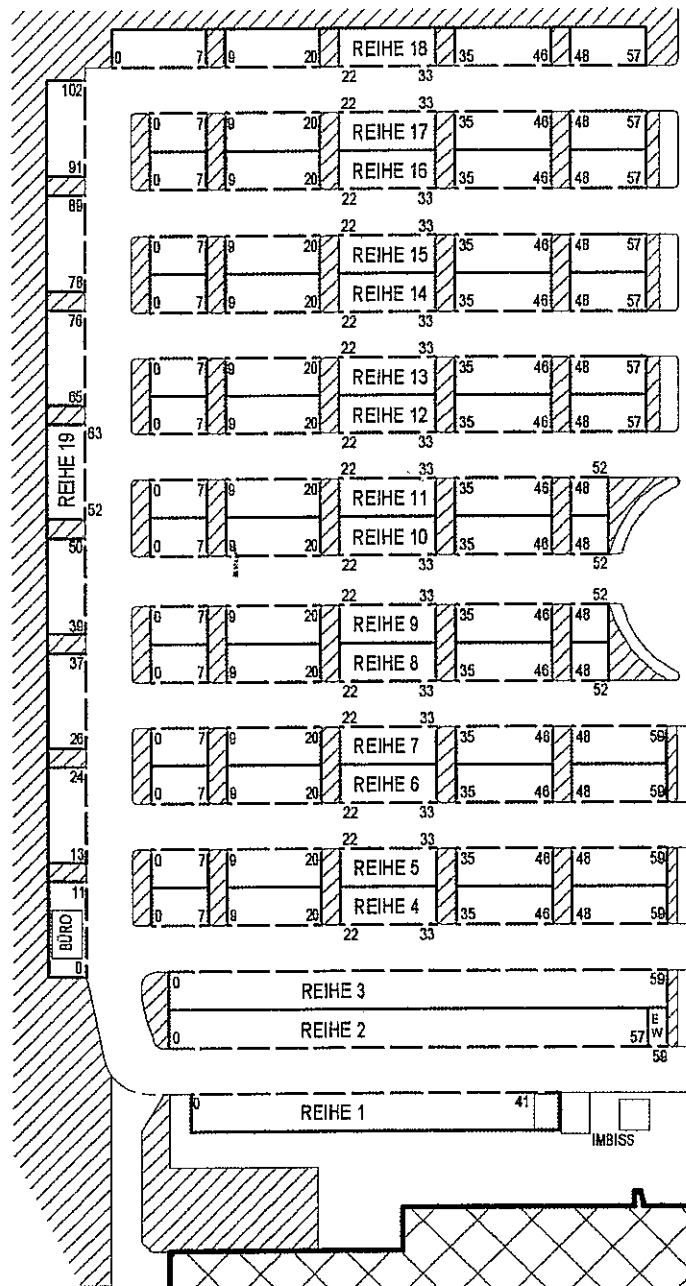 0 7 9 20 REIHE 18 35 46 48 57
22 33
102
22 33
0 7 9 20 REIHE 17 35 46 48 57
0 7 9 20 REIHE 16 35 46 48 57
22 33
91
89
22 33
0 7 9 20 REIHE 15 35 46 48 57
0 7 9 20 REIHE 14 35 46 48 57
22 33
78
76
22 33
0 7 9 20 REIHE 13 35 46 48 57
0 7 9 20 REIHE 12 35 46 48 57
22 33
65
63
REIHE 19
52
50
22 33 52
0 7 9 20 REIHE 11 35 46 48
0 7 9 20 REIHE 10 35 46 48
22 33 52
22 33 52
0 7 9 20 REIHE 9 35 46 48
0 7 9 20 REIHE 8 35 46 48
22 33 52
39
37
22 33
0 7 9 20 REIHE 7 35 46 48 59
0 7 9 20 REIHE 6 35 46 48 59
22 33
26
24
22 33
0 7 9 20 REIHE 5 35 46 48 59
0 7 9 20 REIHE 4 35 46 48 59
22 33
13
11
BÜRO
0
0 REIHE 3 59
0 REIHE 2 57 EW
59
0 REIHE 1 41
IMBISS